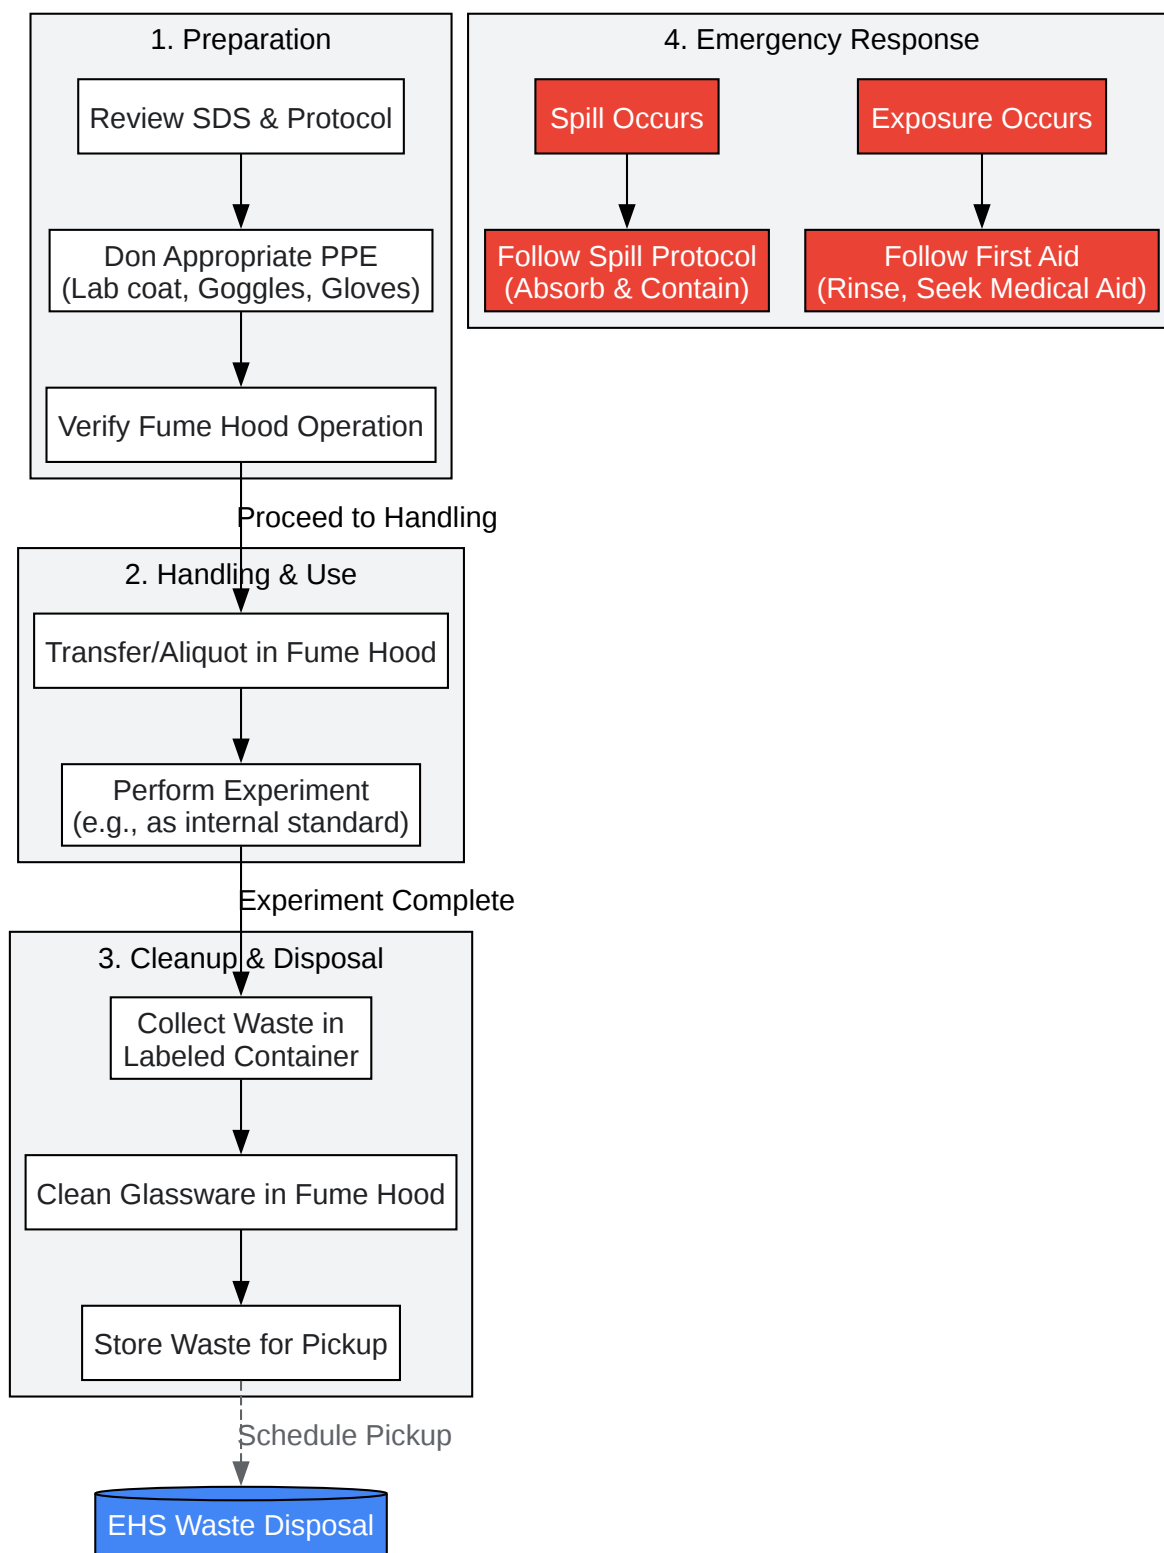 1. Preparation
Review SDS & Protocol
Don Appropriate PPE
(Lab coat, Goggles, Gloves)
Verify Fume Hood Operation
Proceed to Handling
2. Handling & Use
Transfer/Aliquot in Fume Hood
Perform Experiment
(e.g., as internal standard)
Experiment Complete
3. Cleanup & Disposal
Collect Waste in
Labeled Container
Clean Glassware in Fume Hood
Store Waste for Pickup
Schedule Pickup
EHS Waste Disposal
4. Emergency Response
Spill Occurs
Follow Spill Protocol
(Absorb & Contain)
Exposure Occurs
Follow First Aid
(Rinse, Seek Medical Aid)